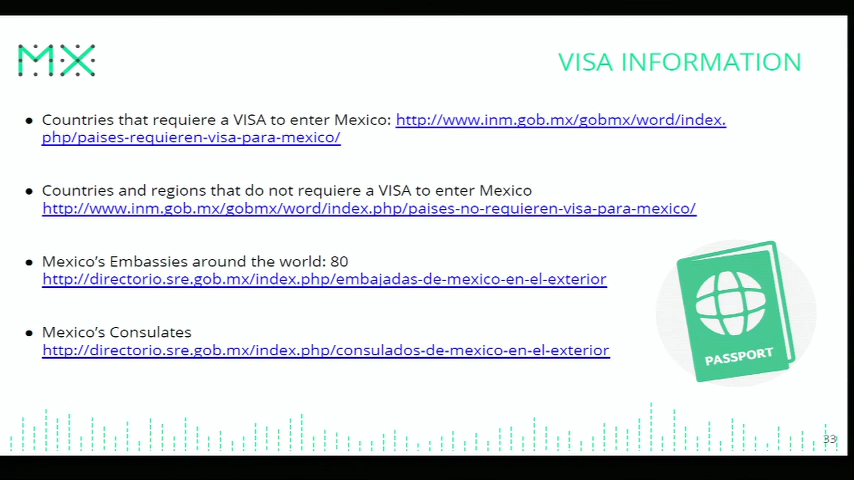 MX
VISA INFORMATION
● Countries that requiere a VISA to enter Mexico: http://www.inm.gob.mx/gobmx/word/index.
php/paises-requieren-visa-para-mexico/
● Countries and regions that do not requiere a VISA to enter Mexico
http://www.inm.gob.mx/gobmx/word/index.php/paises-no-requieren-visa-para-mexico/
● Mexico's Embassies around the world: 80
http://directorio.sre.gob.mx/index.php/embajadas-de-mexico-en-el-exterior
● Mexico's Consulates
http://directorio.sre.gob.mx/index.php/consulados-de-mexico-en-el-exterior
PASSPORT
33